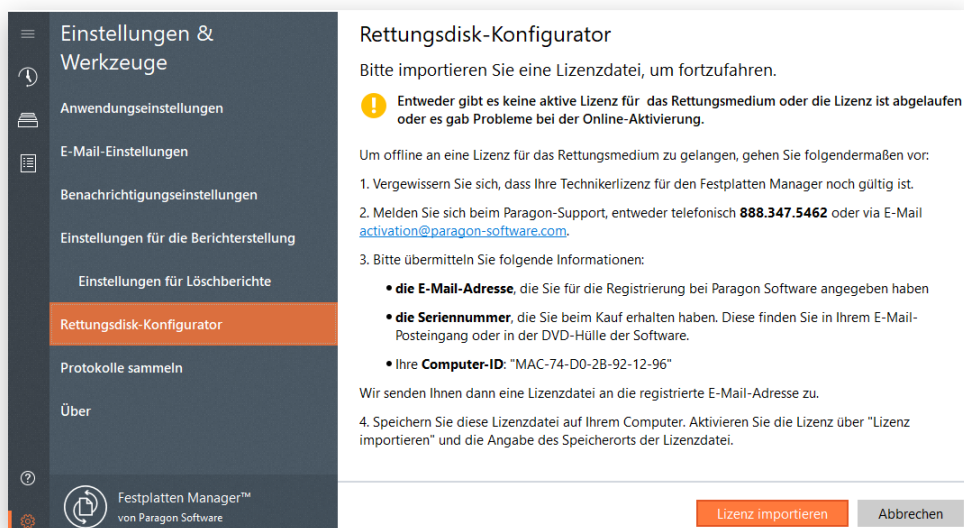 Einstellungen &
Werkzeuge
Anwendungseinstellungen
E-Mail-Einstellungen
Benachrichtigungseinstellungen
Einstellungen für die Berichterstellung
Einstellungen für Löschberichte
Rettungsdisk-Konfigurator
Protokolle sammeln
Über
Festplatten Manager™
von Paragon Software
Rettungsdisk-Konfigurator
Bitte importieren Sie eine Lizenzdatei, um fortzufahren.
Entweder gibt es keine aktive Lizenz für das Rettungsmedium oder die Lizenz ist abgelaufen
oder es gab Probleme bei der Online-Aktivierung.
Um offline an eine Lizenz für das Rettungsmedium zu gelangen, gehen Sie folgendermaßen vor:
1. Vergewissern Sie sich, dass Ihre Technikerlizenz für den Festplatten Manager noch gültig ist.
2. Melden Sie sich beim Paragon-Support, entweder telefonisch 888.347.5462 oder via E-Mail
activation@paragon-software.com.
3. Bitte übermitteln Sie folgende Informationen:
• die E-Mail-Adresse, die Sie für die Registrierung bei Paragon Software angegeben haben
• die Seriennummer, die Sie beim Kauf erhalten haben. Diese finden Sie in Ihrem E-Mail-
Posteingang oder in der DVD-Hülle der Software.
• Ihre Computer-ID: "MAC-74-D0-2B-92-12-96"
Wir senden Ihnen dann eine Lizenzdatei an die registrierte E-Mail-Adresse zu.
4. Speichern Sie diese Lizenzdatei auf Ihrem Computer. Aktivieren Sie die Lizenz über "Lizenz
importieren" und die Angabe des Speicherorts der Lizenzdatei.
Lizenz importieren
Abbrechen